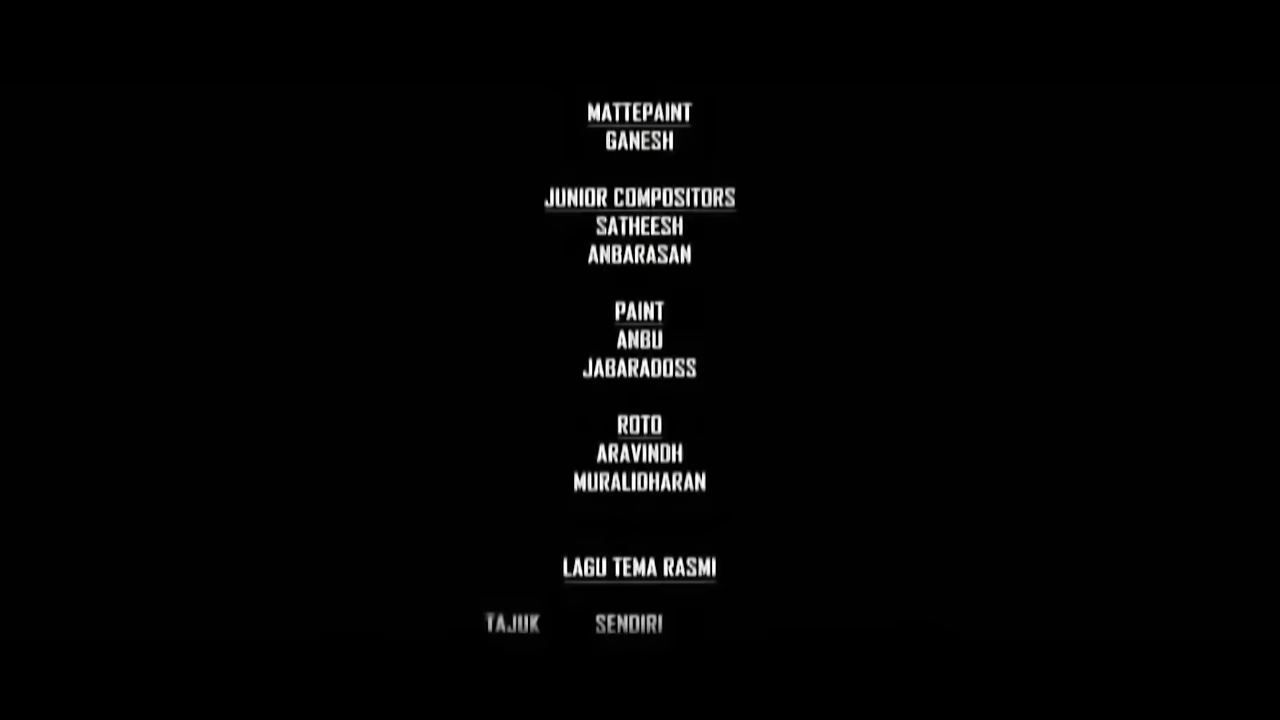 MATTEPAINT
GANESH
JUNIOR COMPOSITORS
SATHEESH
ANBARASAN
PAINT
ANBU
JABARADOSS
ROTO
ARAVINDH
MURALIDHARAN
LAGU TEMA RASMI
TAJUK SENDIRI